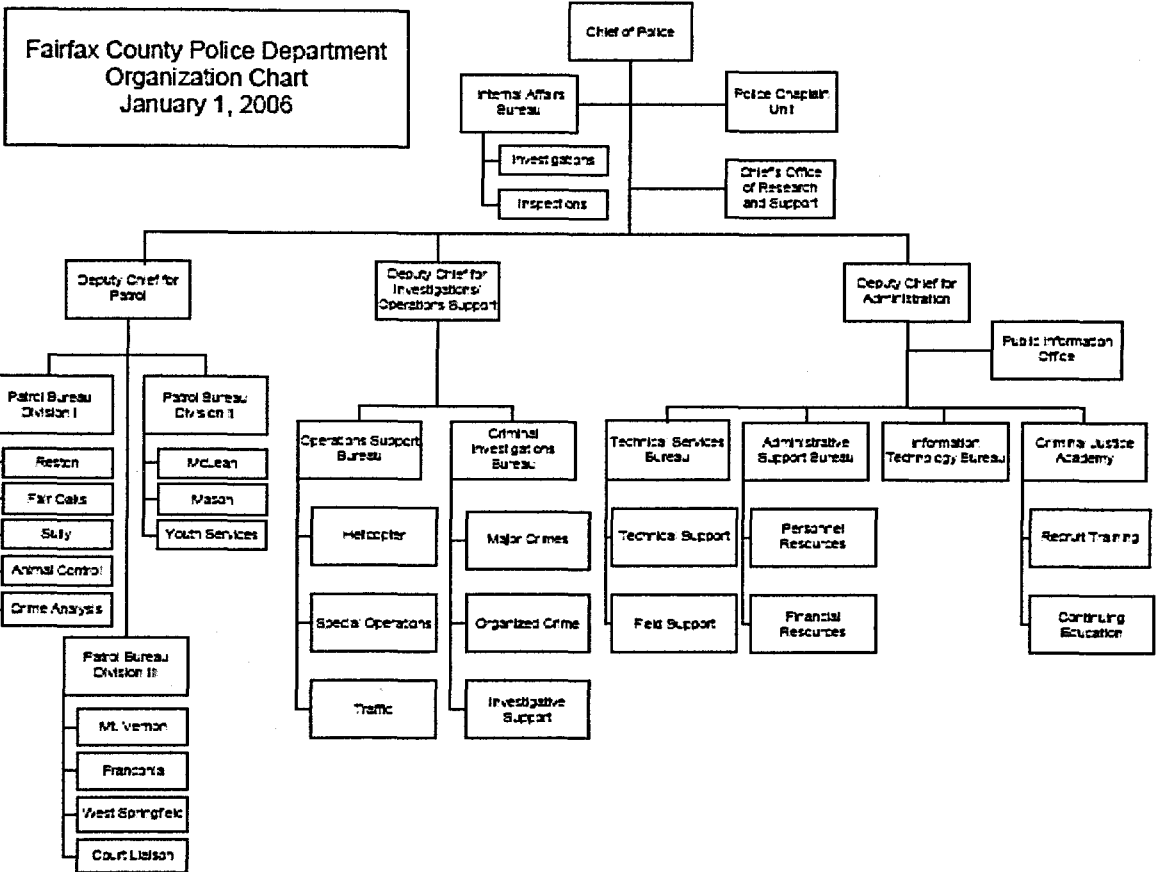 Fairfax County Police Department
Organization Chart
January 1, 2006
Chief of Police
Internal Affairs
Bureau
Police Chaplain
Unit
Investigations
Inspections
Chief's Office
of Research
and Support
Deputy Chief for
Patrol
Deputy Chief for
Investigations/
Operations Support
Deputy Chief for
Administration
Public Information
Office
Patrol Bureau
Division I
Reston
Fair Oaks
Sully
Animal Control
Crime Analysis
Patrol Bureau
Division II
McLean
Mason
Youth Services
Patrol Bureau
Division III
Mt. Vernon
Franconia
West Springfield
Court Liaison
Operations Support
Bureau
Helicopter
Special Operations
Traffic
Criminal
Investigations
Bureau
Major Crimes
Organized Crime
Investigative
Support
Technical Services
Bureau
Technical Support
Field Support
Administrative
Support Bureau
Personnel
Resources
Financial
Resources
Information
Technology Bureau
Criminal Justice
Academy
Recruit Training
Continuing
Education